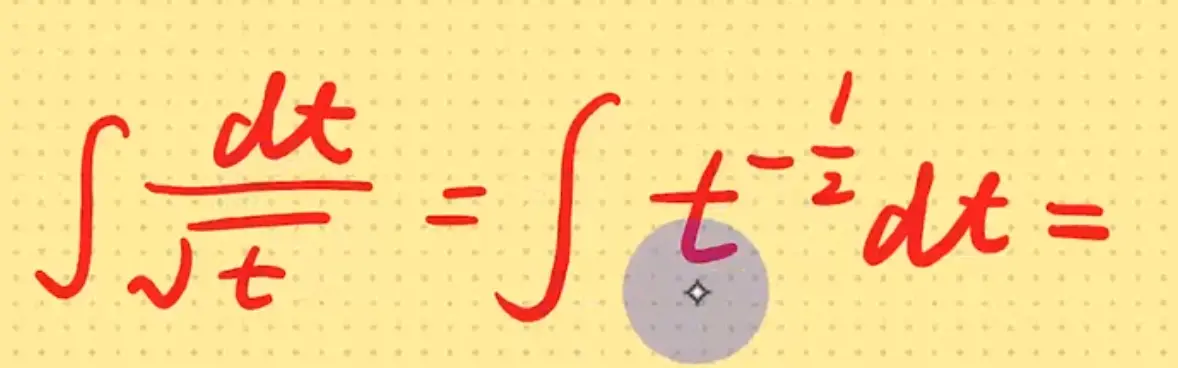 ∫ dt/√t = ∫ t^(-1/2) dt =